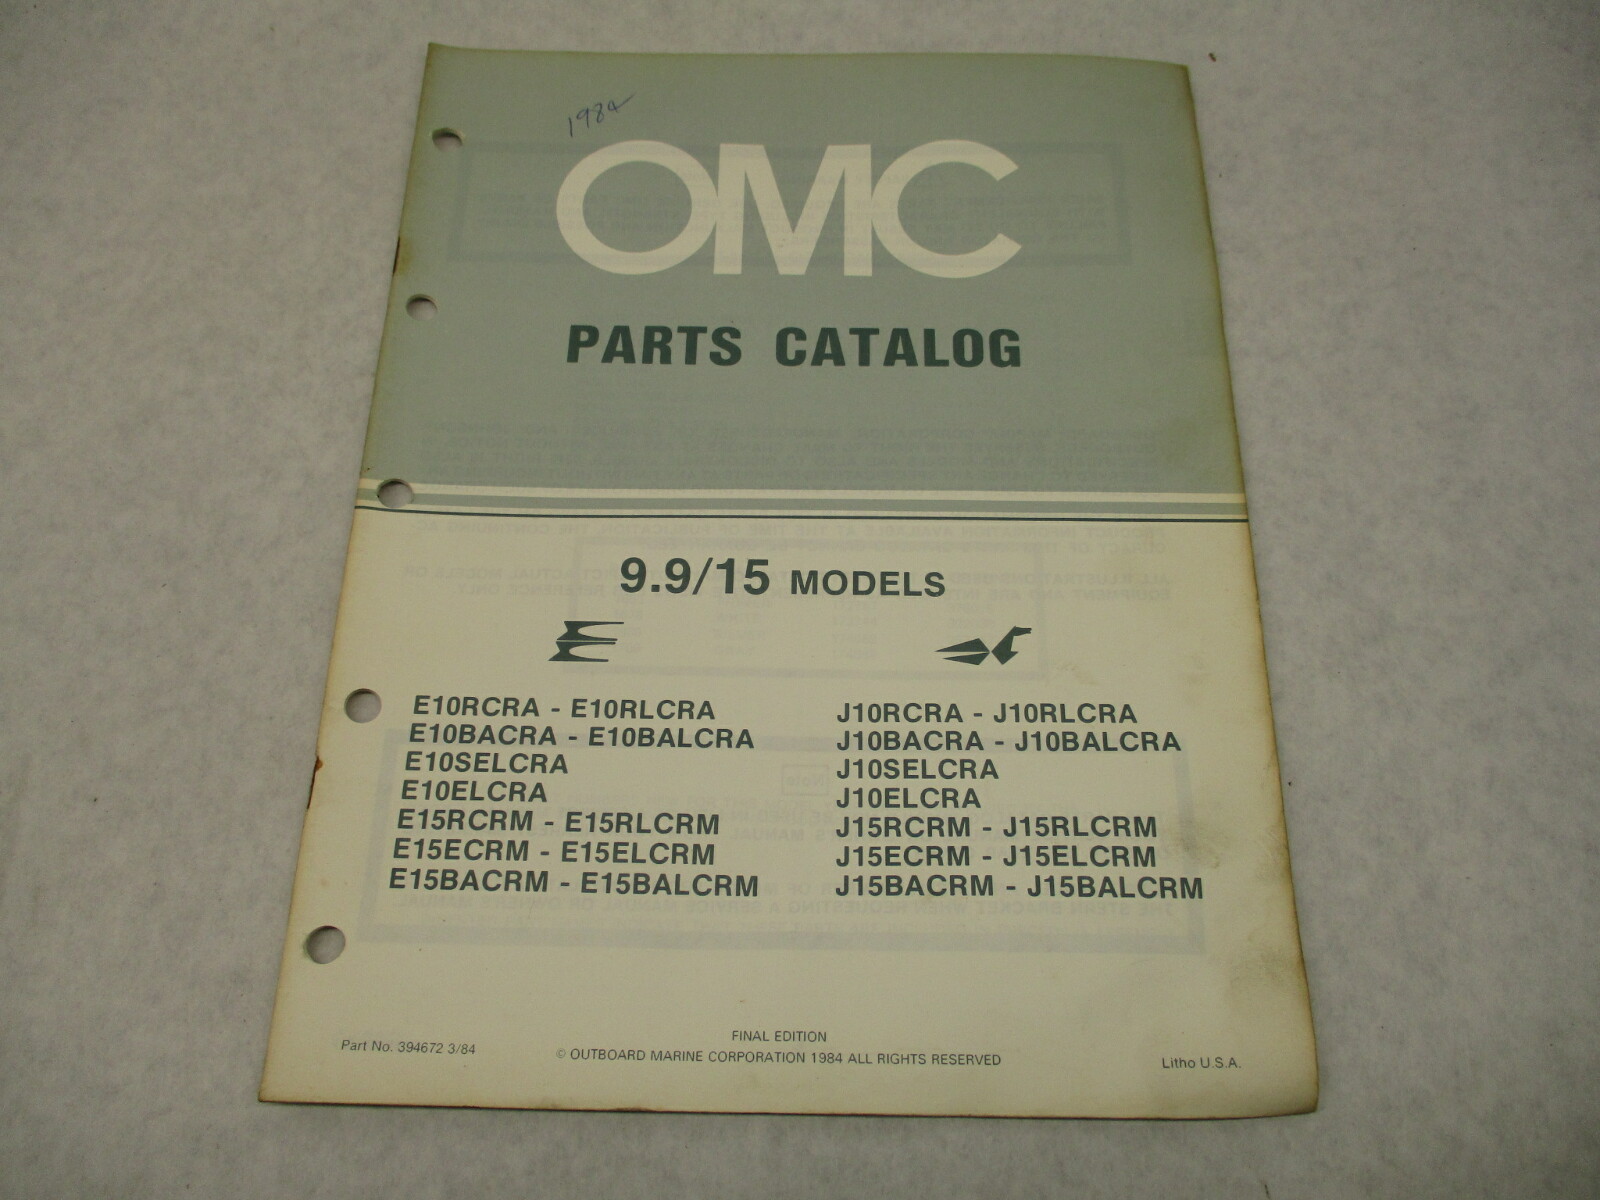 1984
OMC
PARTS CATALOG
9.9/15 MODELS
E10RCRA - E10RLCRA
E10BACRA - E10BALCRA
E10SELCRA
E10ELCRA
E15RCRM - E15RLCRM
E15ECRM - E15ELCRM
E15BACRM - E15BALCRM
J10RCRA - J10RLCRA
J10BACRA - J10BALCRA
J10SELCRA
J10ELCRA
J15RCRM - J15RLCRM
J15ECRM - J15ELCRM
J15BACRM - J15BALCRM
FINAL EDITION
Part No. 394672 3/84
© OUTBOARD MARINE CORPORATION 1984 ALL RIGHTS RESERVED
Litho U.S.A.